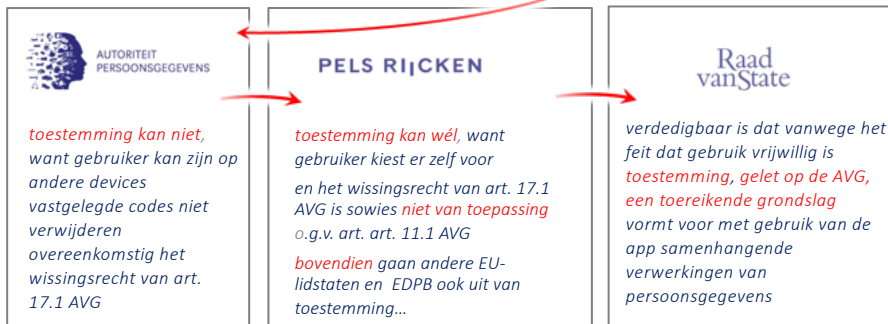 AUTORITEIT
PERSOONSGEGEVENS
toestemming kan niet,
want gebruiker kan zijn op
andere devices
vastgelegde codes niet
verwijderen
overeenkomstig het
wissingsrecht van art.
17.1 AVG
PELS RIJCKEN
toestemming kan wél, want
gebruiker kiest er zelf voor
en het wissingsrecht van art. 17.1
AVG is sowies niet van toepassing
o.g.v. art. art. 11.1 AVG
bovendien gaan andere EU-
lidstaten en EDPB ook uit van
toestemming...
Raad
vanState
verdedigbaar is dat vanwege het
feit dat gebruik vrijwillig is
toestemming, gelet op de AVG,
een toereikende grondslag
vormt voor met gebruik van de
app samenhangende
verwerkingen van
persoonsgegevens